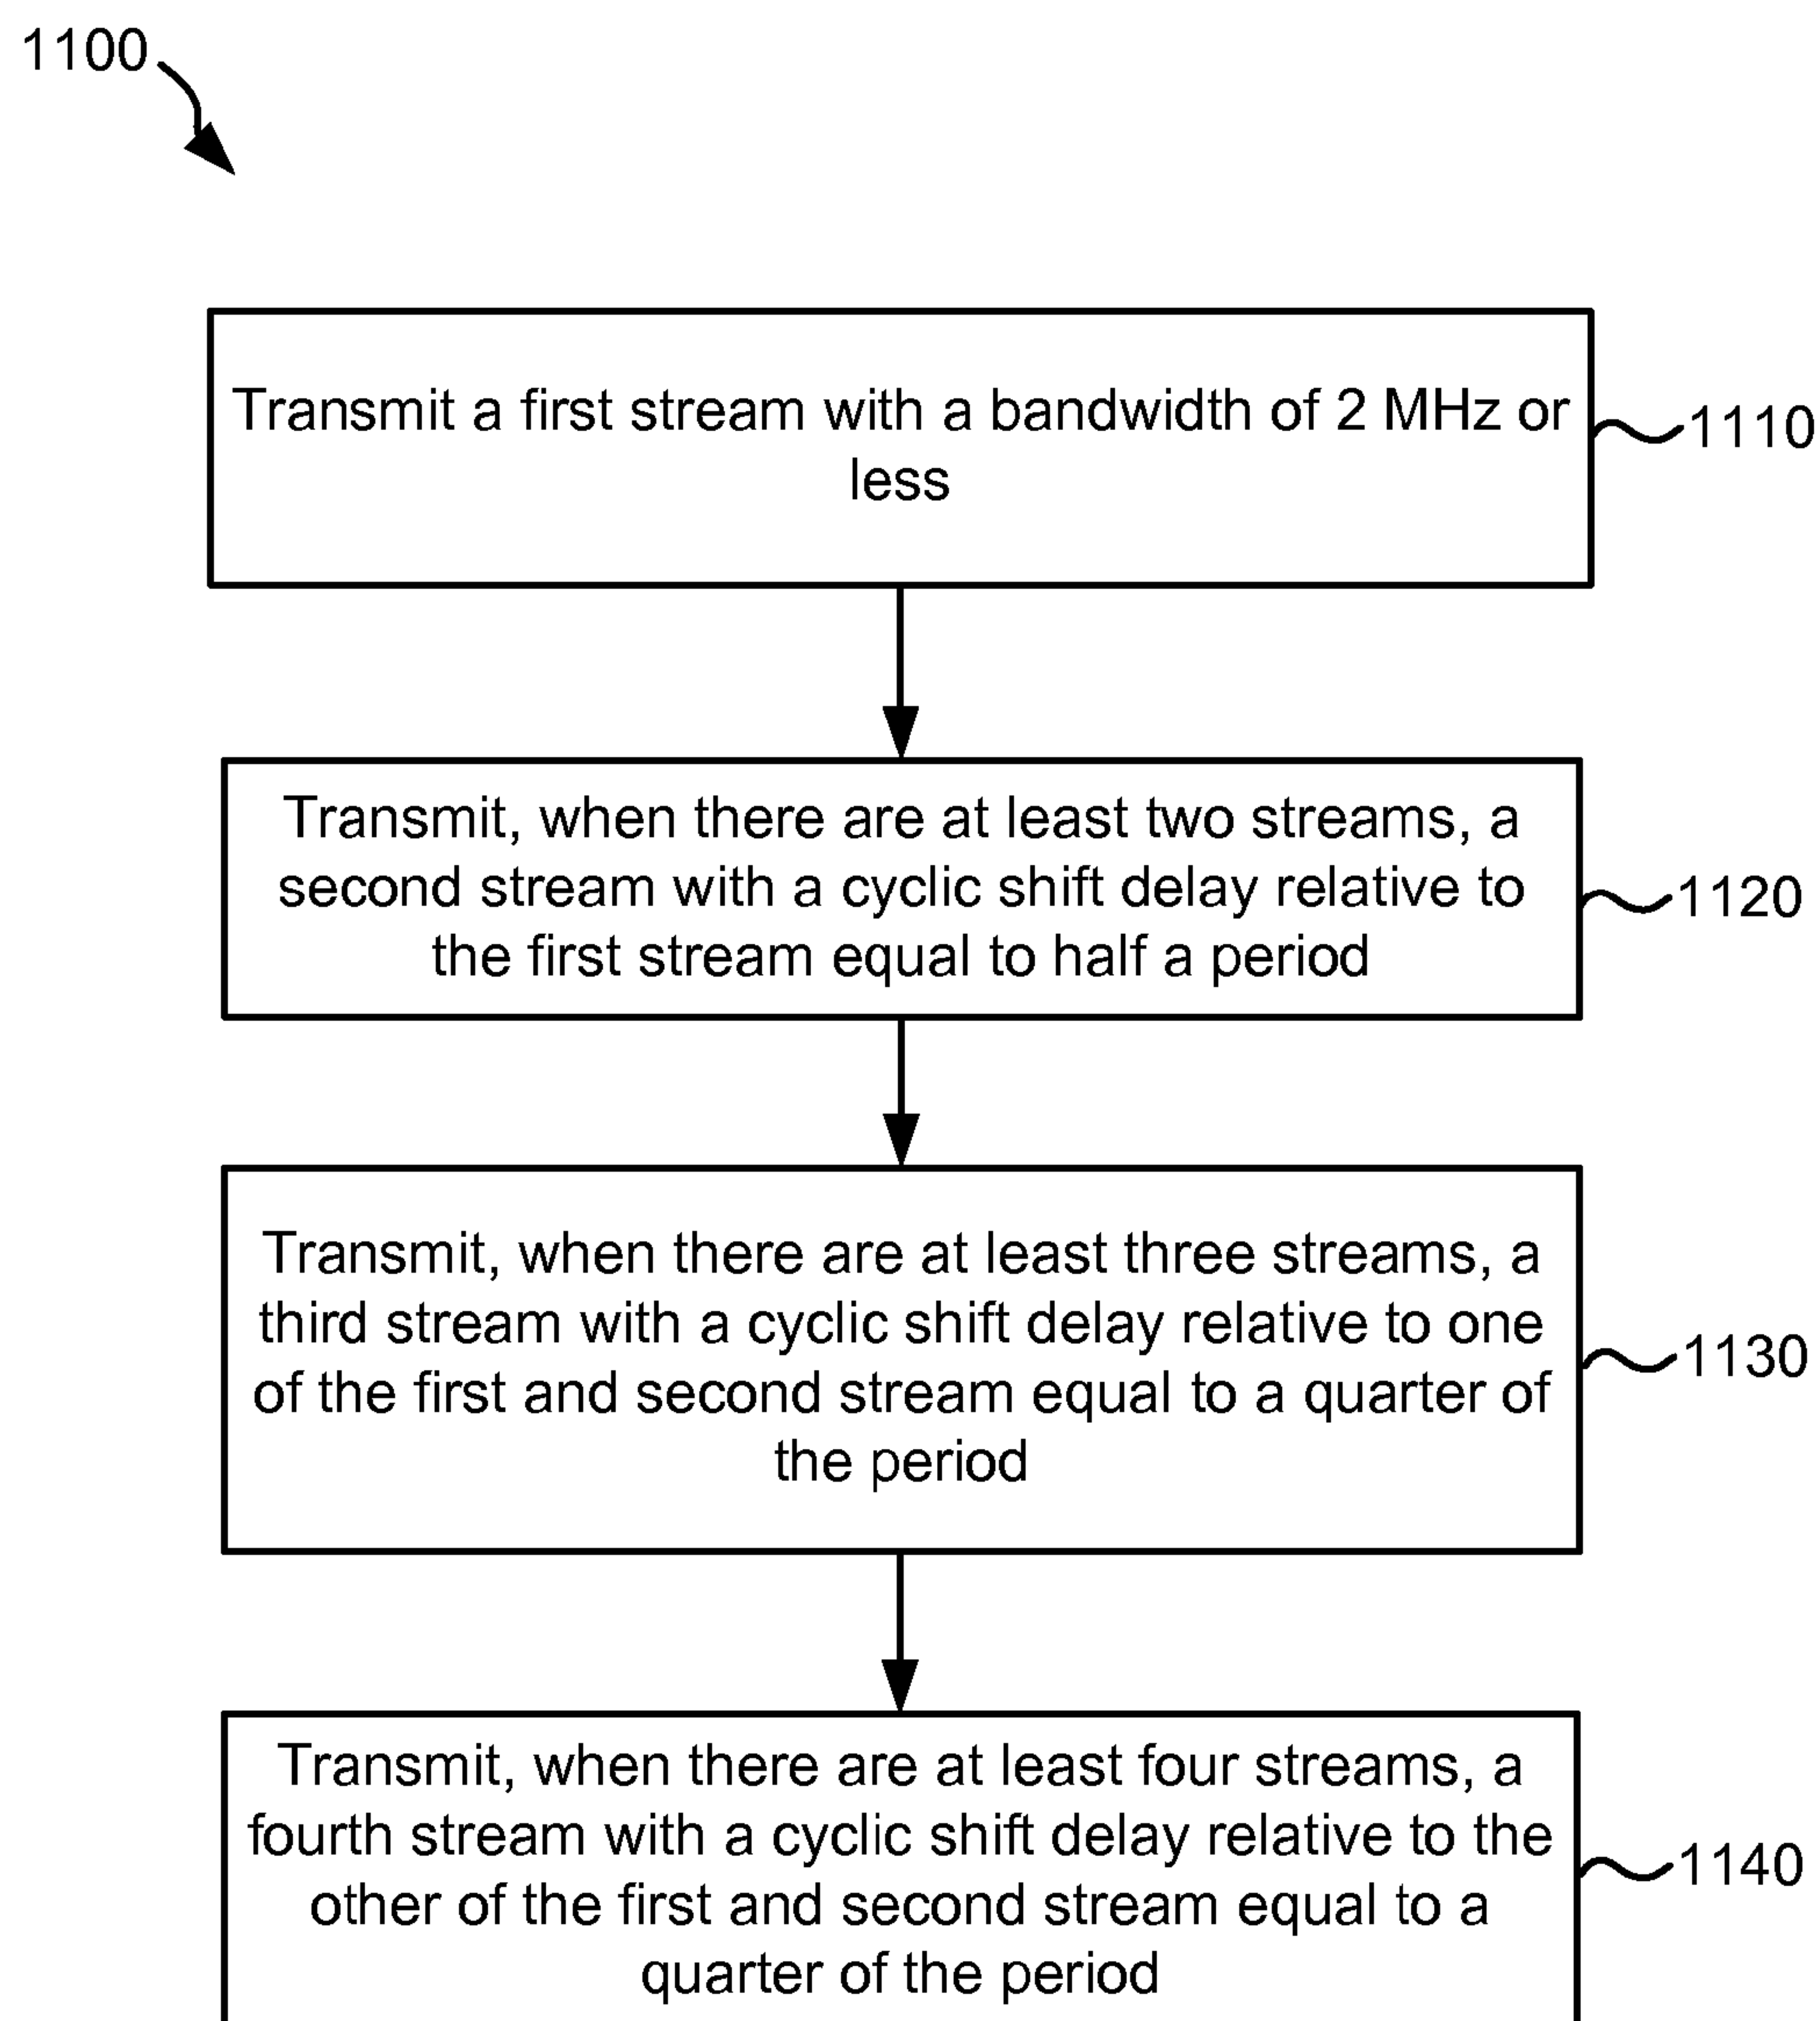 1100
Transmit a first stream with a bandwidth of 2 MHz or
less
1110
Transmit, when there are at least two streams, a
second stream with a cyclic shift delay relative to
the first stream equal to half a period
1120
Transmit, when there are at least three streams, a
third stream with a cyclic shift delay relative to one
of the first and second stream equal to a quarter of
the period
1130
Transmit, when there are at least four streams, a
fourth stream with a cyclic shift delay relative to the
other of the first and second stream equal to a
quarter of the period
1140